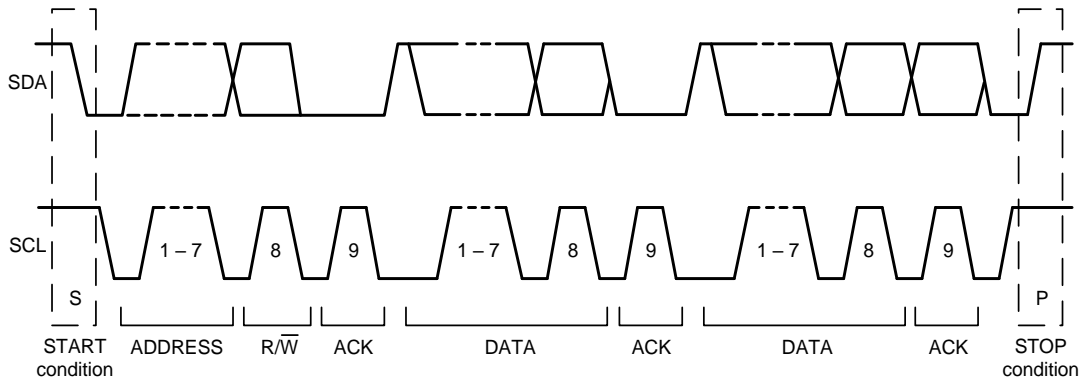 SDA
SCL
1 – 7 8 9 1 – 7 8 9 1 – 7 8 9
S P
START condition ADDRESS R/W̅ ACK DATA ACK DATA ACK STOP condition